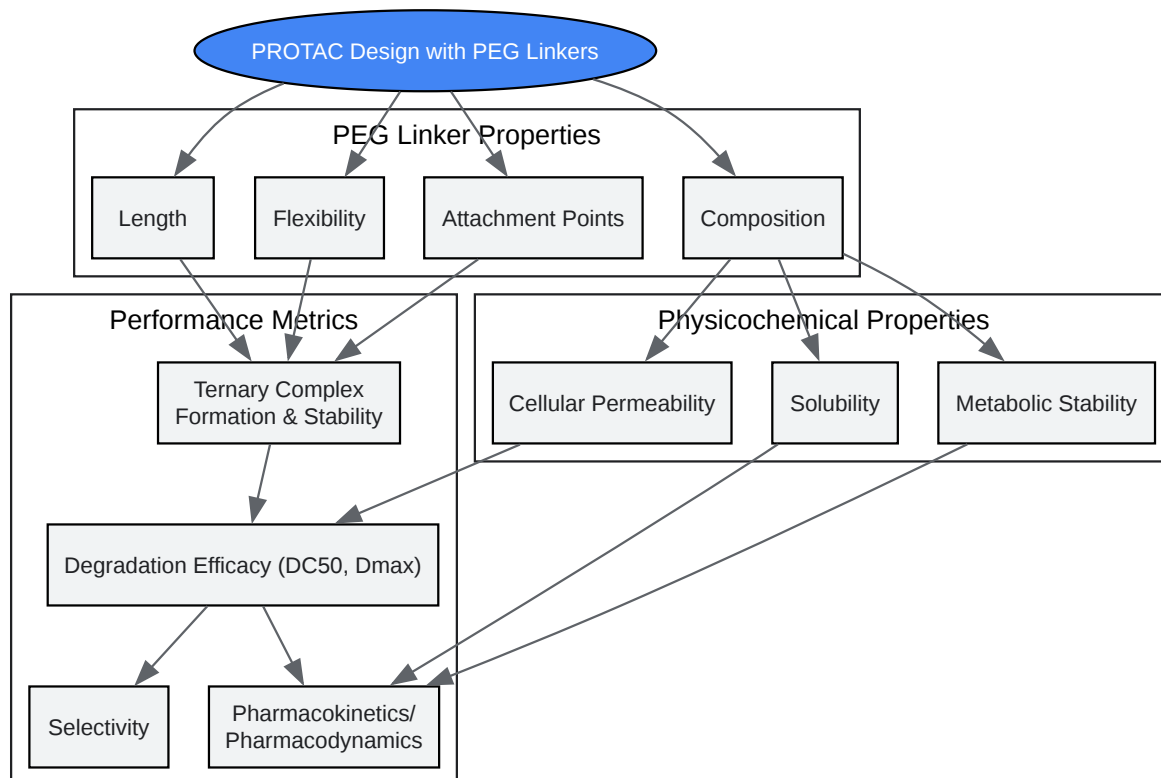 PROTAC Design with PEG Linkers
PEG Linker Properties
Length
Flexibility
Attachment Points
Composition
Performance Metrics
Physicochemical Properties
Ternary Complex
Formation & Stability
Cellular Permeability
Solubility
Metabolic Stability
Degradation Efficacy (DC50, Dmax)
Selectivity
Pharmacokinetics/
Pharmacodynamics